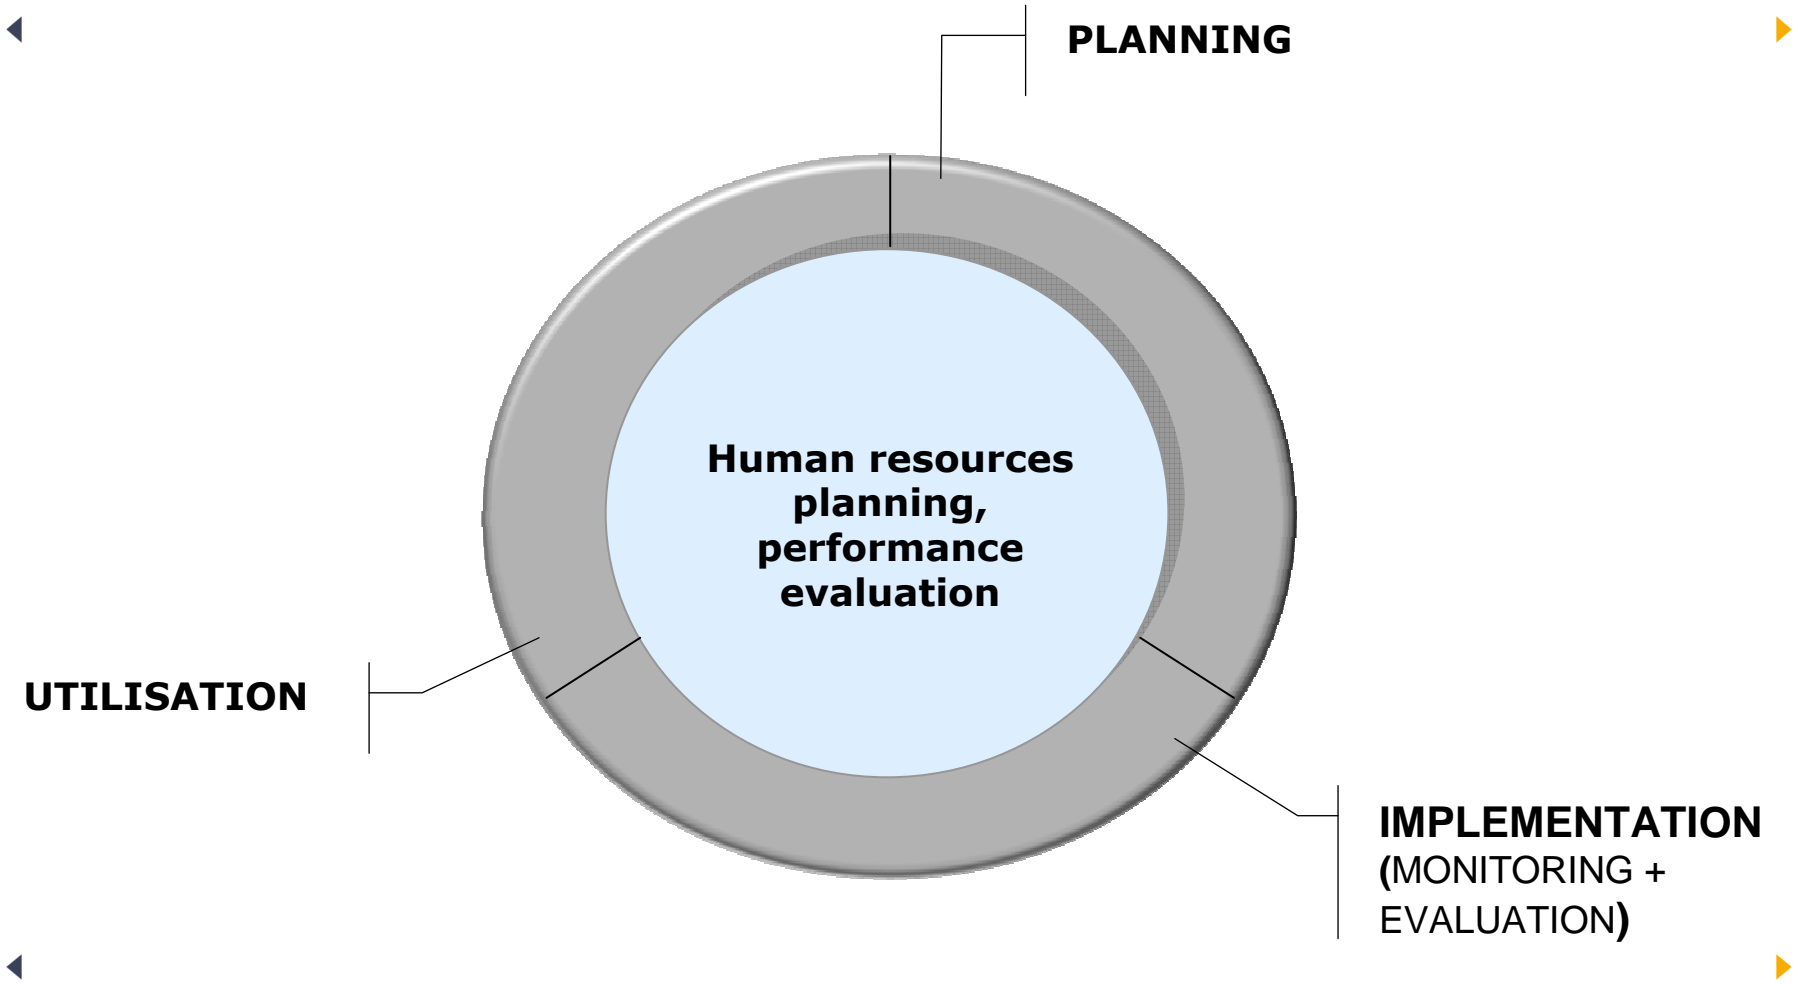 PLANNING
Human resources
planning,
performance
evaluation
UTILISATION
IMPLEMENTATION
(MONITORING +
EVALUATION)